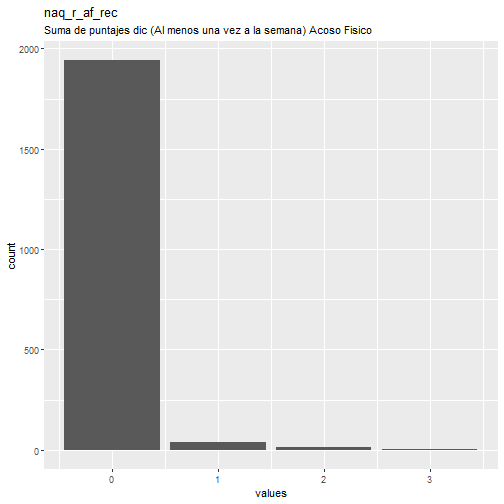 naq_r_af_rec
Suma de puntajes dic (Al menos una vez a la semana) Acoso Fisico
2000
1500
1000
500
0
count
0 1 2 3
values